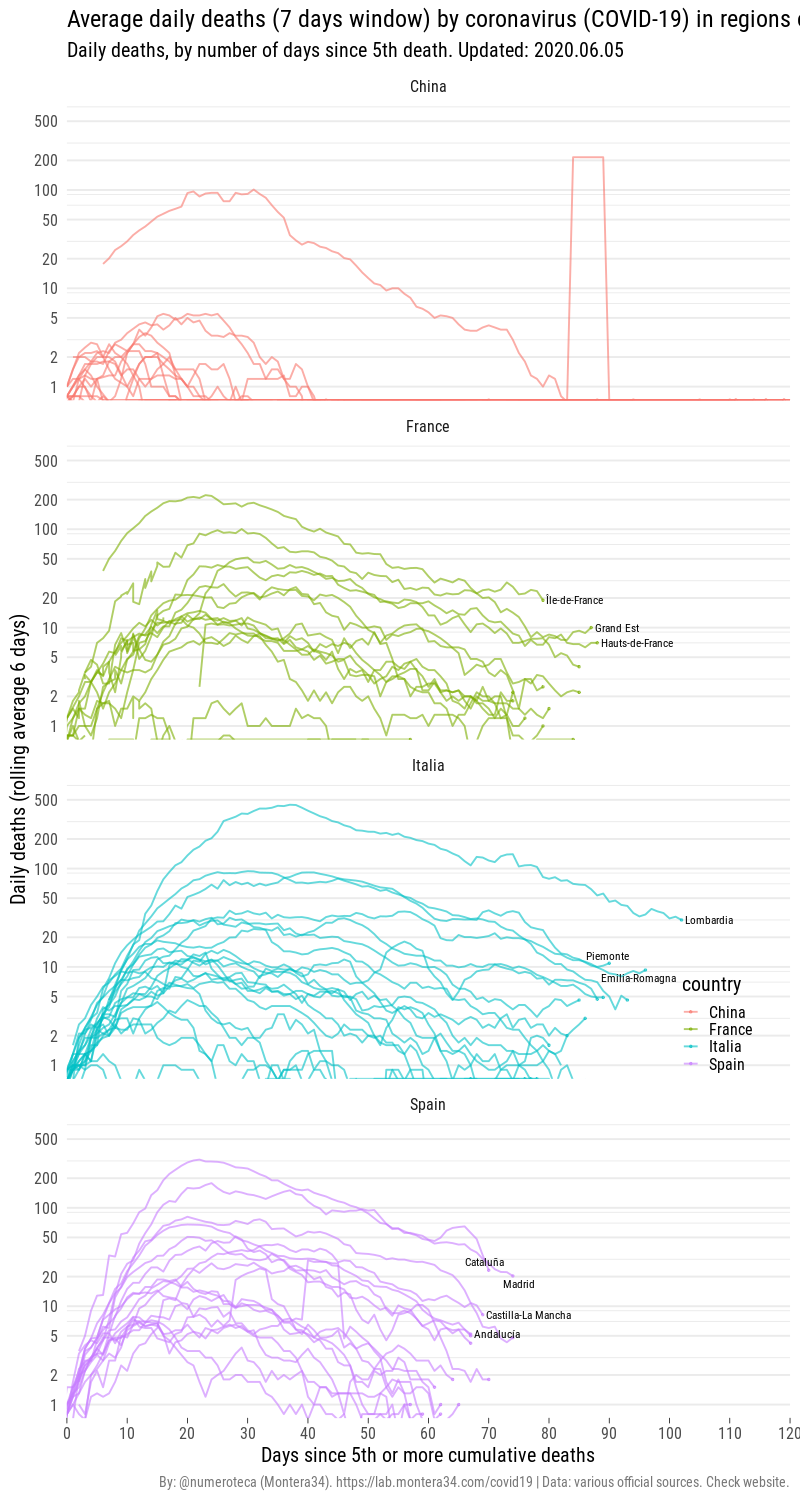 Average daily deaths (7 days window) by coronavirus (COVID-19) in regions
Daily deaths, by number of days since 5th death. Updated: 2020.06.05
China
500
200
100
50
20
10
5
2
1
France
500
200
100
50
20
10
5
2
1
Île-de-France
Grand Est
Hauts-de-France
Daily deaths (rolling average 6 days)
Italia
500
200
100
50
20
10
5
2
1
Lombardia
Piemonte
Emilia-Romagna
country
China
France
Italia
Spain
Spain
500
200
100
50
20
10
5
2
1
Cataluña
Madrid
Castilla-La Mancha
Andalucía
0 10 20 30 40 50 60 70 80 90 100 110 120
Days since 5th or more cumulative deaths
By: @numeroteca (Montera34). https://lab.montera34.com/covid19 | Data: various official sources. Check website.